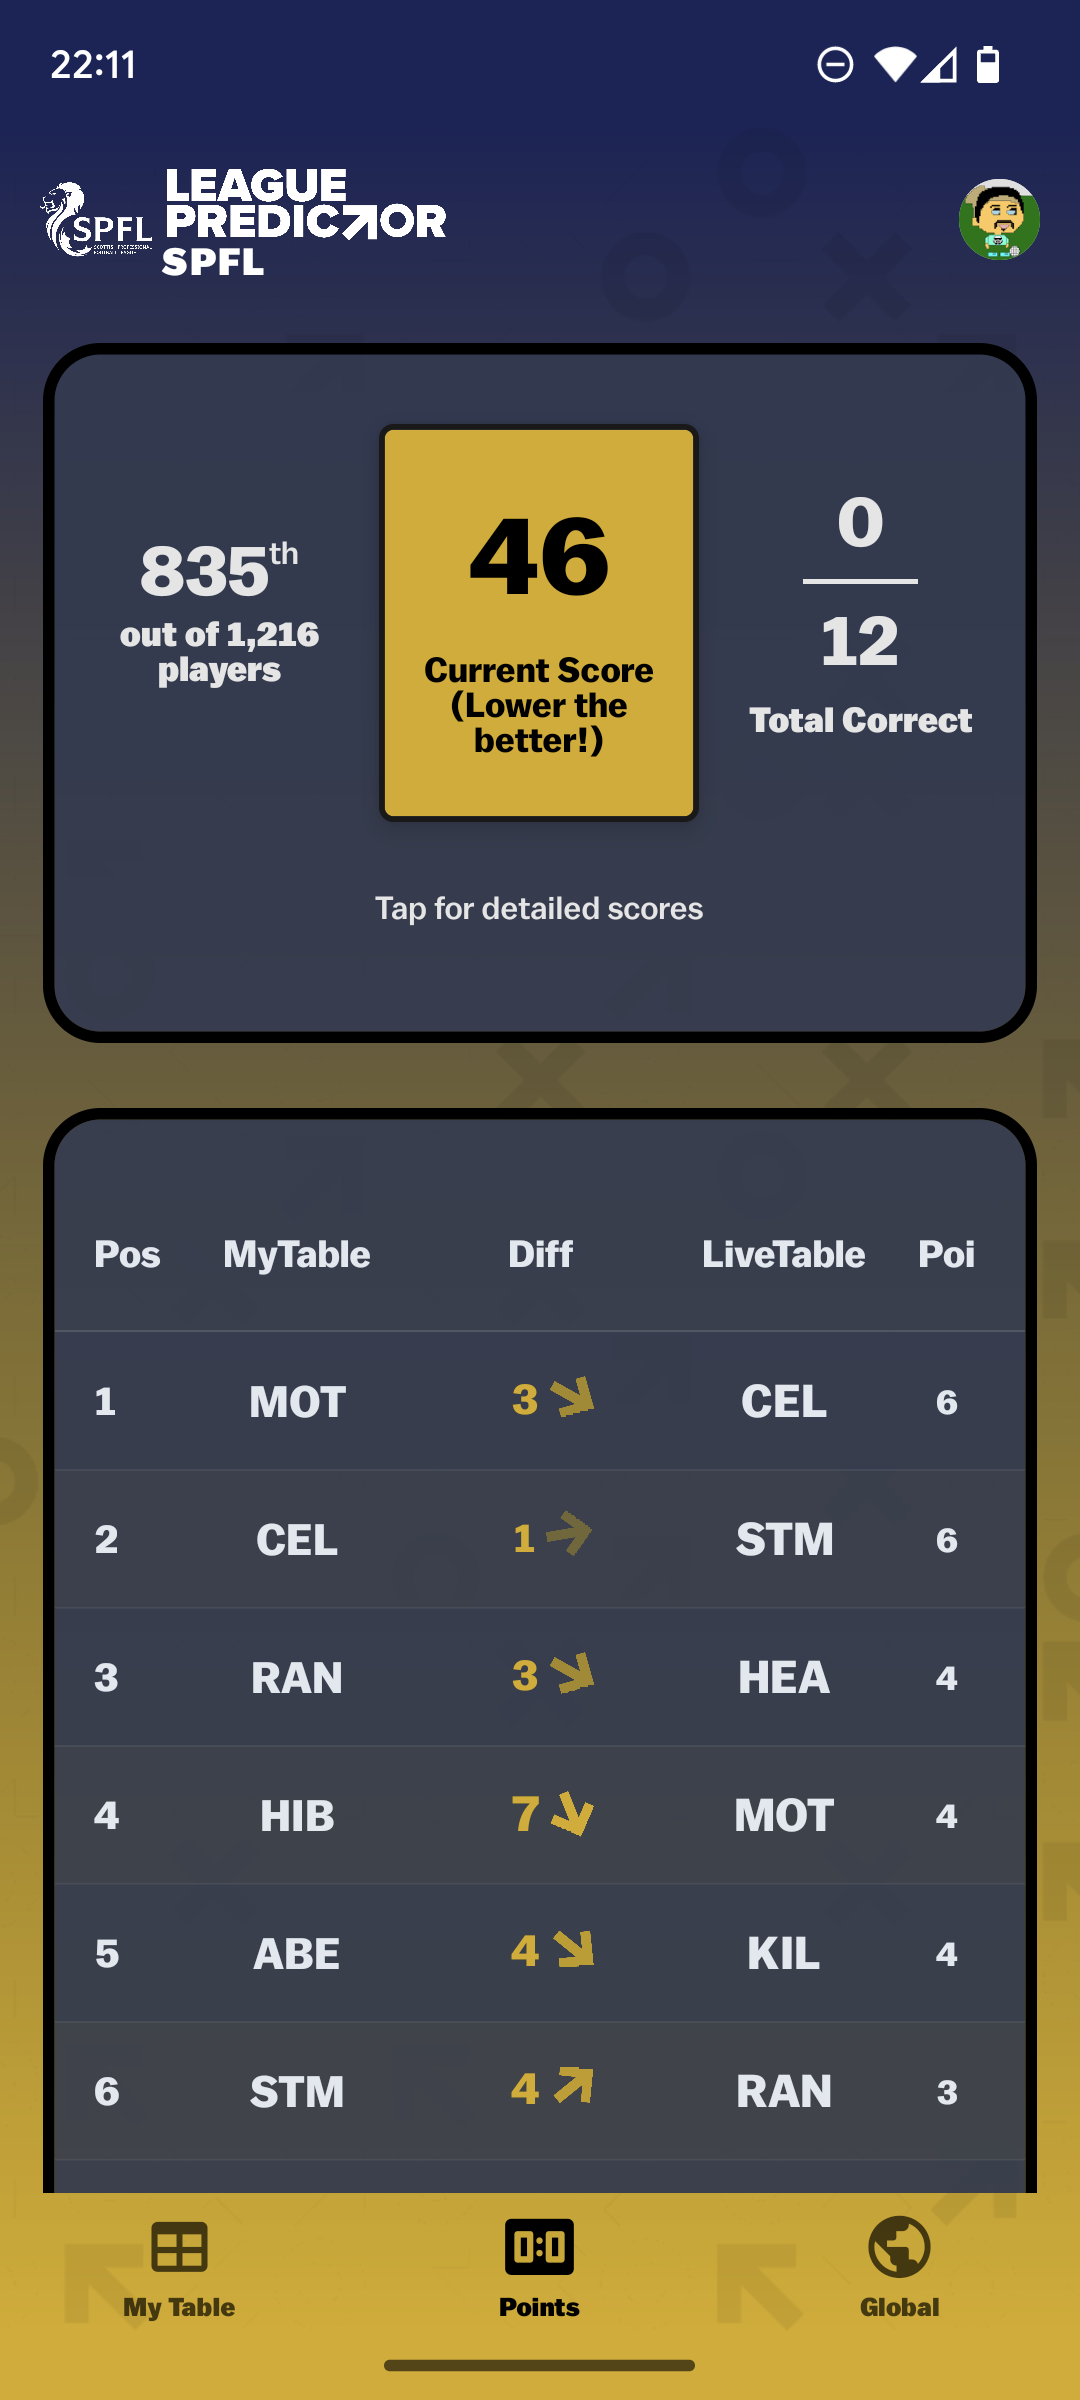 22:11
SPFL
LEAGUE
PREDICTOR
SPFL
835th
out of 1,216
players
46
Current Score
(Lower the
better!)
0
12
Total Correct
Tap for detailed scores
Pos MyTable Diff LiveTable Poi
1 MOT 3 CEL 6
2 CEL 1 STM 6
3 RAN 3 HEA 4
4 HIB 7 MOT 4
5 ABE 4 KIL 4
6 STM 4 RAN 3
My Table
0:0
Points
Global